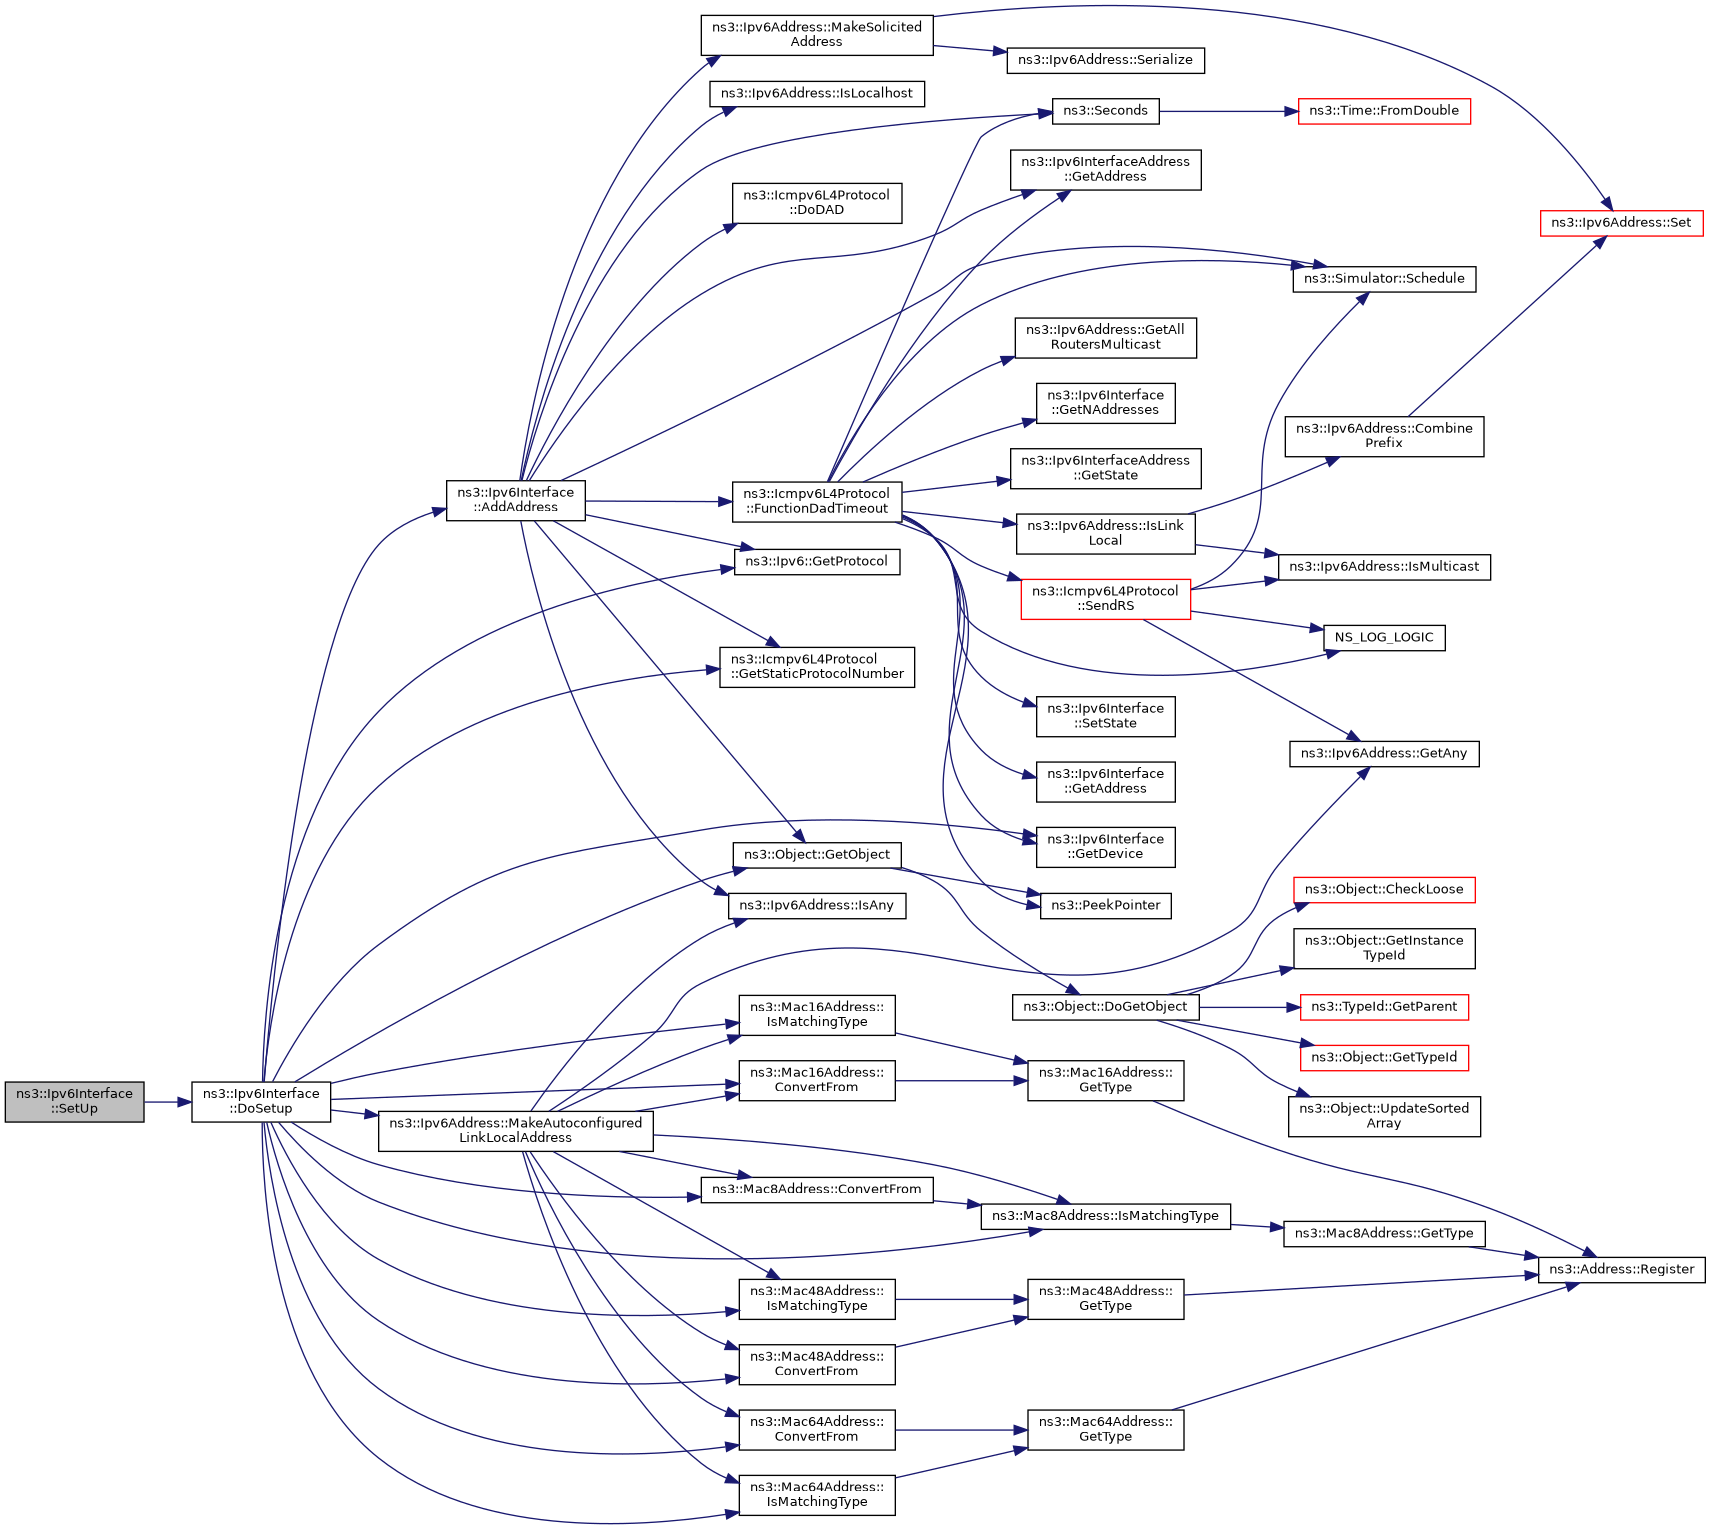 ns3::Ipv6Interface
::SetUp
ns3::Ipv6Interface
::DoSetup
ns3::Ipv6Interface
::AddAddress
ns3::Ipv6Address::MakeAutoconfigured
LinkLocalAddress
ns3::Ipv6Address::MakeSolicited
Address
ns3::Ipv6Address::IsLocalhost
ns3::Icmpv6L4Protocol
::DoDAD
ns3::Icmpv6L4Protocol
::FunctionDadTimeout
ns3::Ipv6::GetProtocol
ns3::Icmpv6L4Protocol
::GetStaticProtocolNumber
ns3::Object::GetObject
ns3::Ipv6Address::IsAny
ns3::Mac16Address::
IsMatchingType
ns3::Mac16Address::
ConvertFrom
ns3::Mac8Address::ConvertFrom
ns3::Mac48Address::
IsMatchingType
ns3::Mac48Address::
ConvertFrom
ns3::Mac64Address::
ConvertFrom
ns3::Mac64Address::
IsMatchingType
ns3::Ipv6Address::Serialize
ns3::Seconds
ns3::Ipv6InterfaceAddress
::GetAddress
ns3::Ipv6Address::GetAll
RoutersMulticast
ns3::Ipv6Interface
::GetNAddresses
ns3::Ipv6InterfaceAddress
::GetState
ns3::Ipv6Address::IsLink
Local
ns3::Icmpv6L4Protocol
::SendRS
ns3::Ipv6Interface
::SetState
ns3::Ipv6Interface
::GetAddress
ns3::Ipv6Interface
::GetDevice
ns3::PeekPointer
ns3::Object::DoGetObject
ns3::Mac16Address::
GetType
ns3::Mac8Address::IsMatchingType
ns3::Mac48Address::
GetType
ns3::Mac64Address::
GetType
ns3::Time::FromDouble
ns3::Simulator::Schedule
ns3::Ipv6Address::Combine
Prefix
ns3::Ipv6Address::IsMulticast
NS_LOG_LOGIC
ns3::Ipv6Address::GetAny
ns3::Object::CheckLoose
ns3::Object::GetInstance
TypeId
ns3::TypeId::GetParent
ns3::Object::GetTypeId
ns3::Object::UpdateSorted
Array
ns3::Mac8Address::GetType
ns3::Ipv6Address::Set
ns3::Address::Register